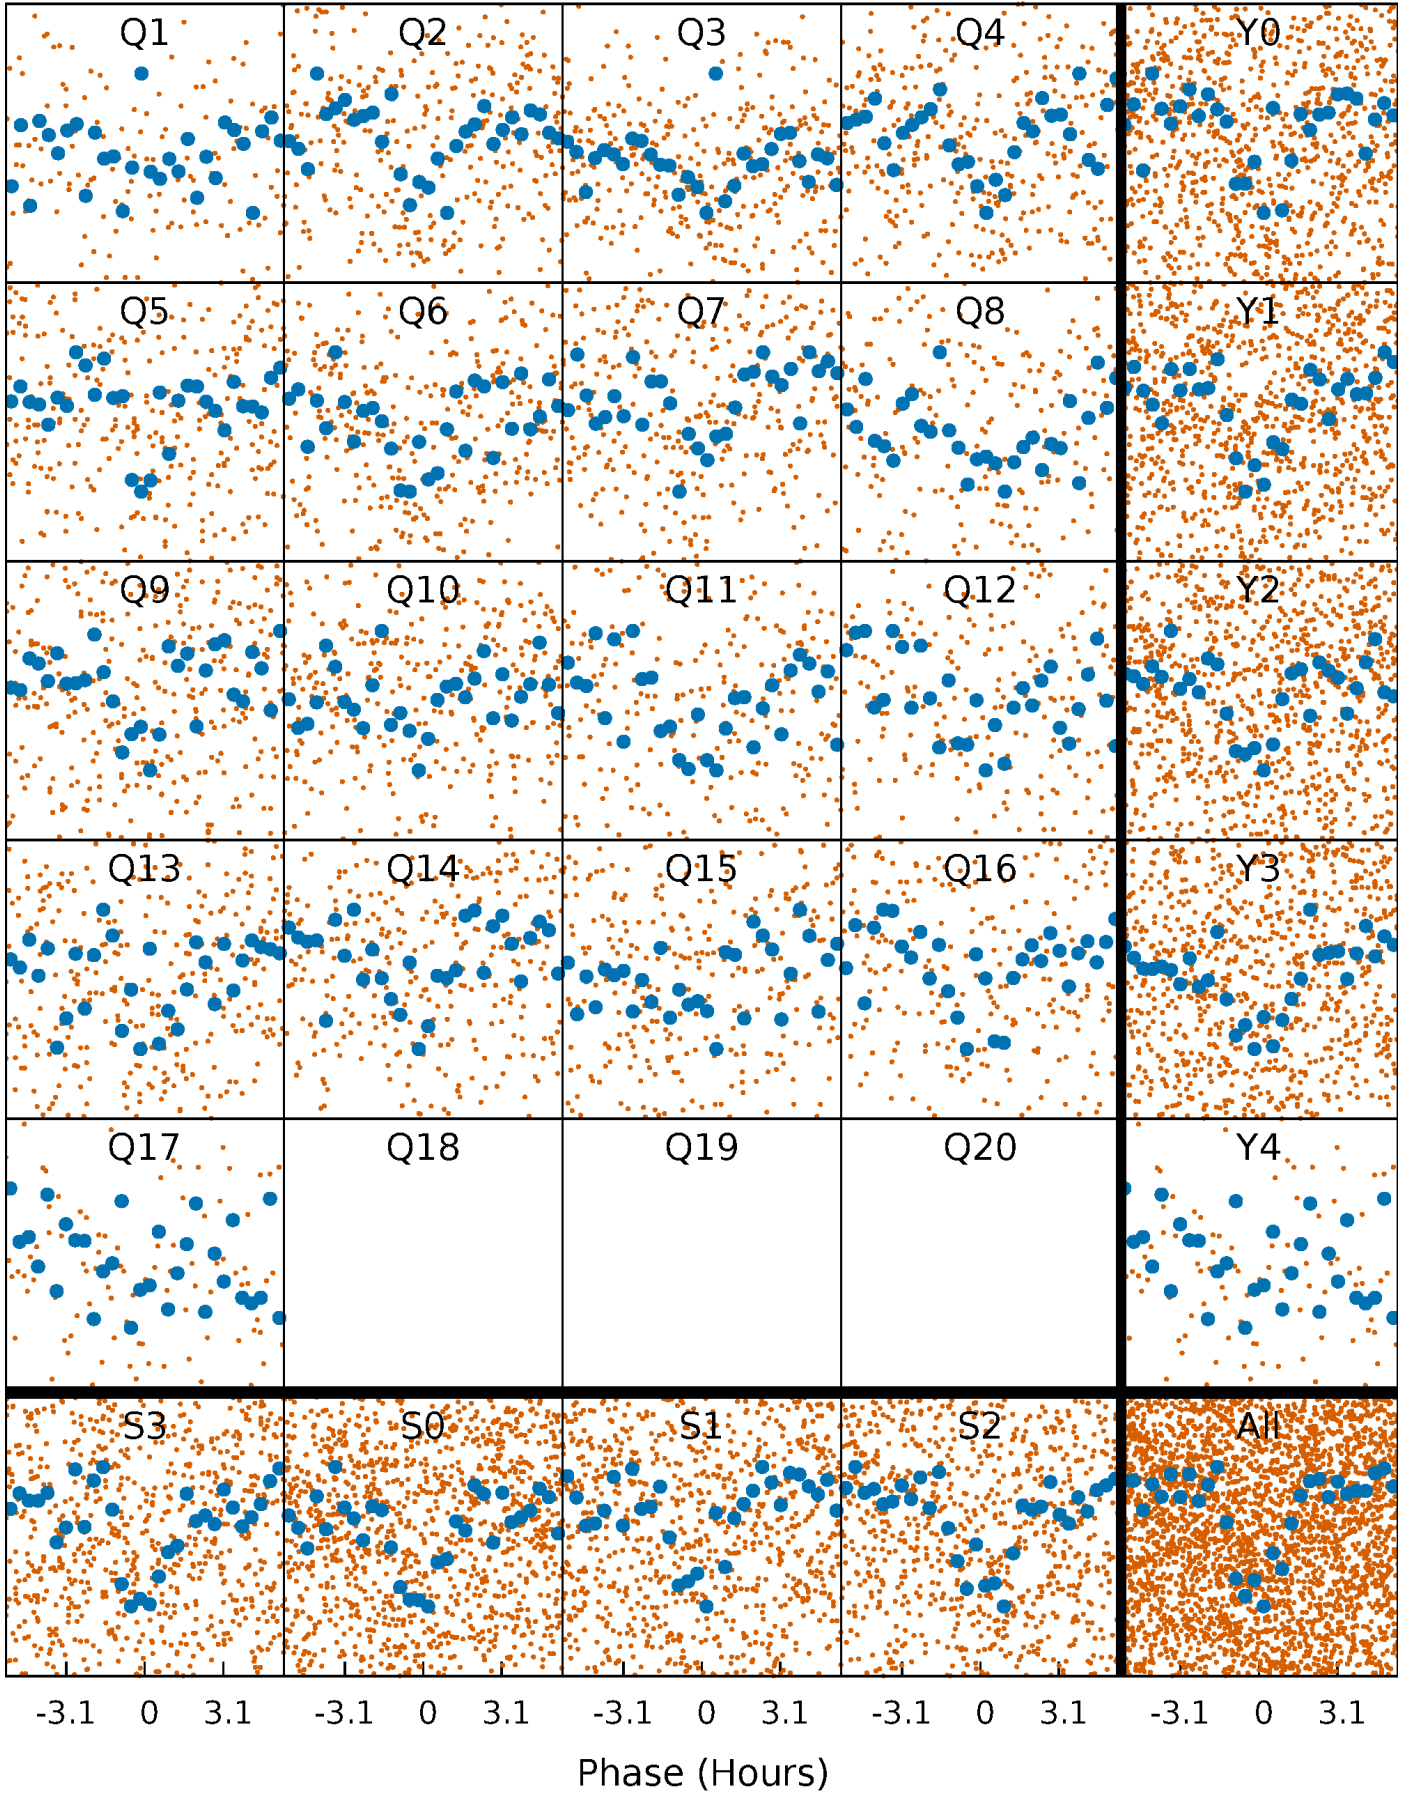 Q1 Q2 Q3 Q4 Y0
Q5 Q6 Q7 Q8 Y1
Q9 Q10 Q11 Q12 Y2
Q13 Q14 Q15 Q16 Y3
Q17 Q18 Q19 Q20 Y4
S3 S0 S1 S2 All
-3.1 0 3.1 -3.1 0 3.1 -3.1 0 3.1 -3.1 0 3.1 -3.1 0 3.1
Phase (Hours)